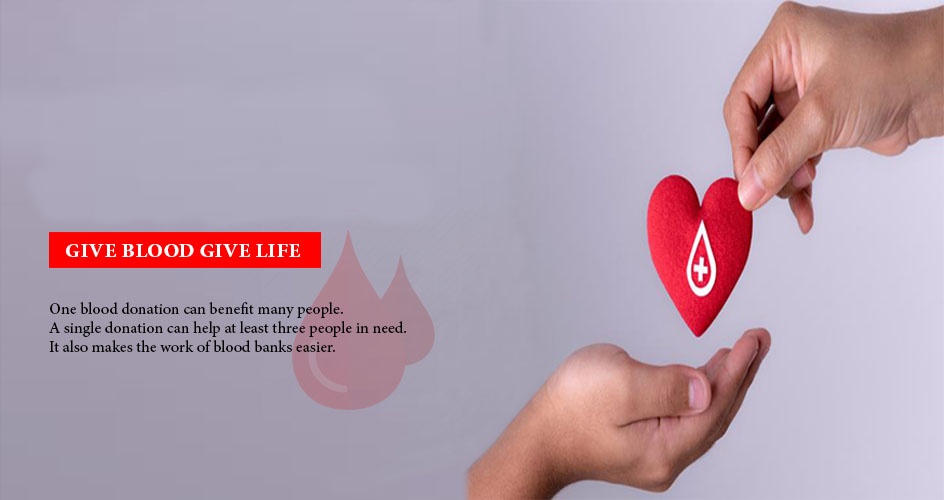 GIVE BLOOD GIVE LIFE
One blood donation can benefit many people.
A single donation can help at least three people in need.
It also makes the work of blood banks easier.